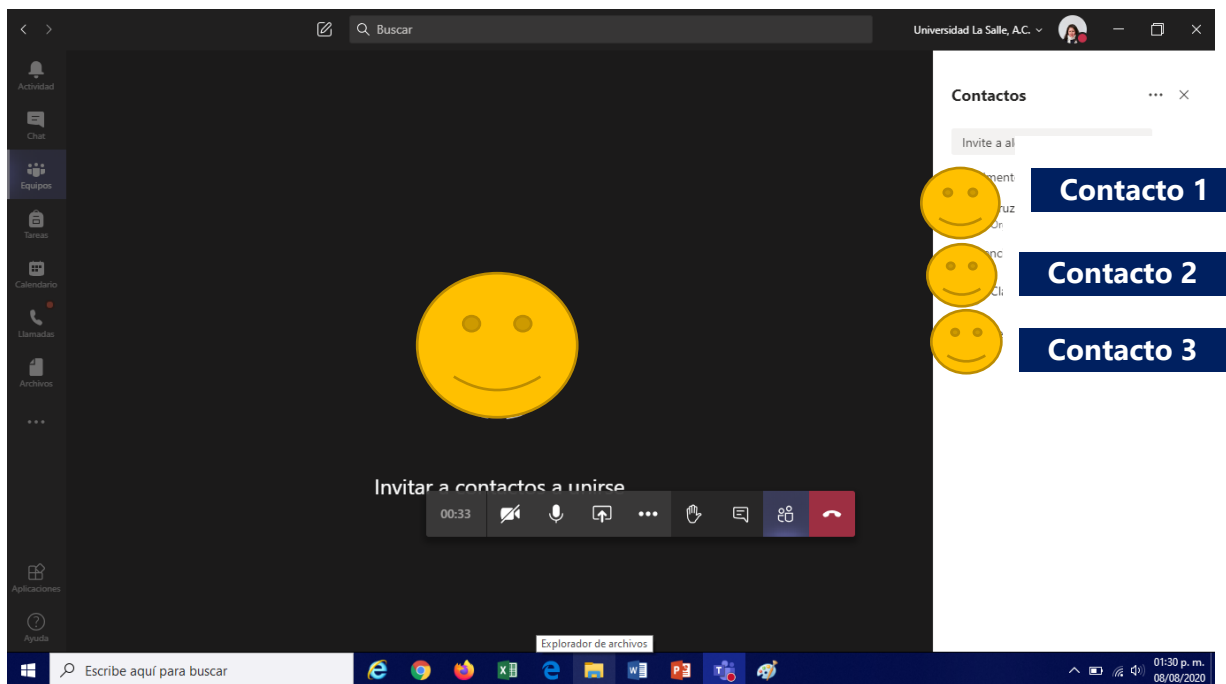 Buscar
Universidad La Salle, A.C.
Actividad
Chat
Equipos
Tareas
Calendario
Llamadas
Archivos
Aplicaciones
Ayuda
Invitar a contactos a unirse
00:33
Contactos
Invite a al
Contacto 1
Contacto 2
Contacto 3
Explorador de archivos
Escribe aquí para buscar
01:30 p. m.
08/08/2020